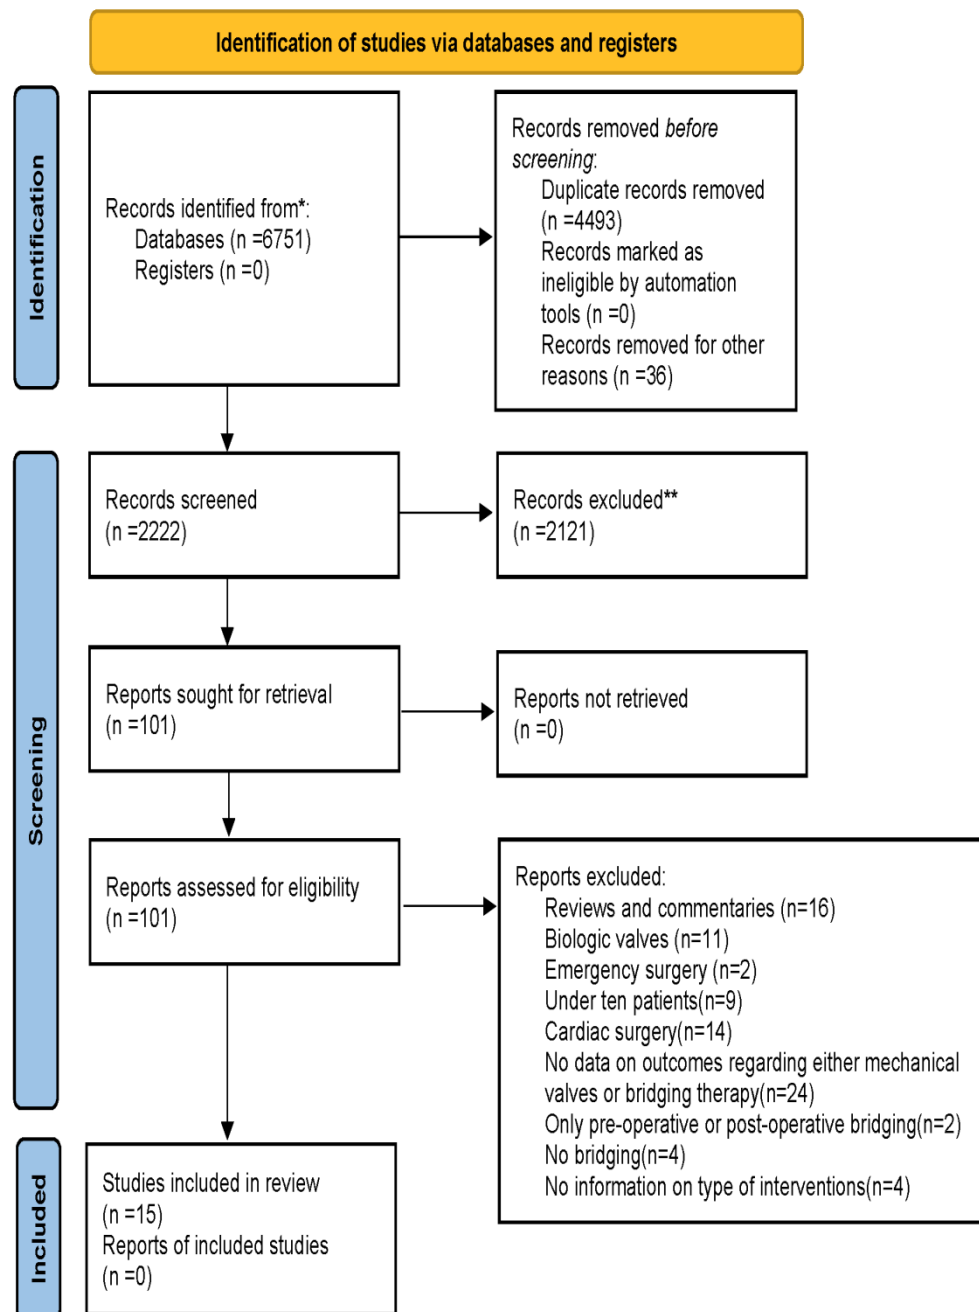 Identification of studies via databases and registers
Identification
Records identified from*:
Databases (n =6751)
Registers (n =0)
Records removed before
screening:
Duplicate records removed
(n =4493)
Records marked as
ineligible by automation
tools (n =0)
Records removed for other
reasons (n =36)
Screening
Records screened
(n =2222)
Records excluded**
(n =2121)
Reports sought for retrieval
(n =101)
Reports not retrieved
(n =0)
Reports assessed for eligibility
(n =101)
Reports excluded:
Reviews and commentaries (n=16)
Biologic valves (n=11)
Emergency surgery (n=2)
Under ten patients(n=9)
Cardiac surgery(n=14)
No data on outcomes regarding either mechanical
valves or bridging therapy(n=24)
Only pre-operative or post-operative bridging(n=2)
No bridging(n=4)
No information on type of interventions(n=4)
Included
Studies included in review
(n =15)
Reports of included studies
(n =0)